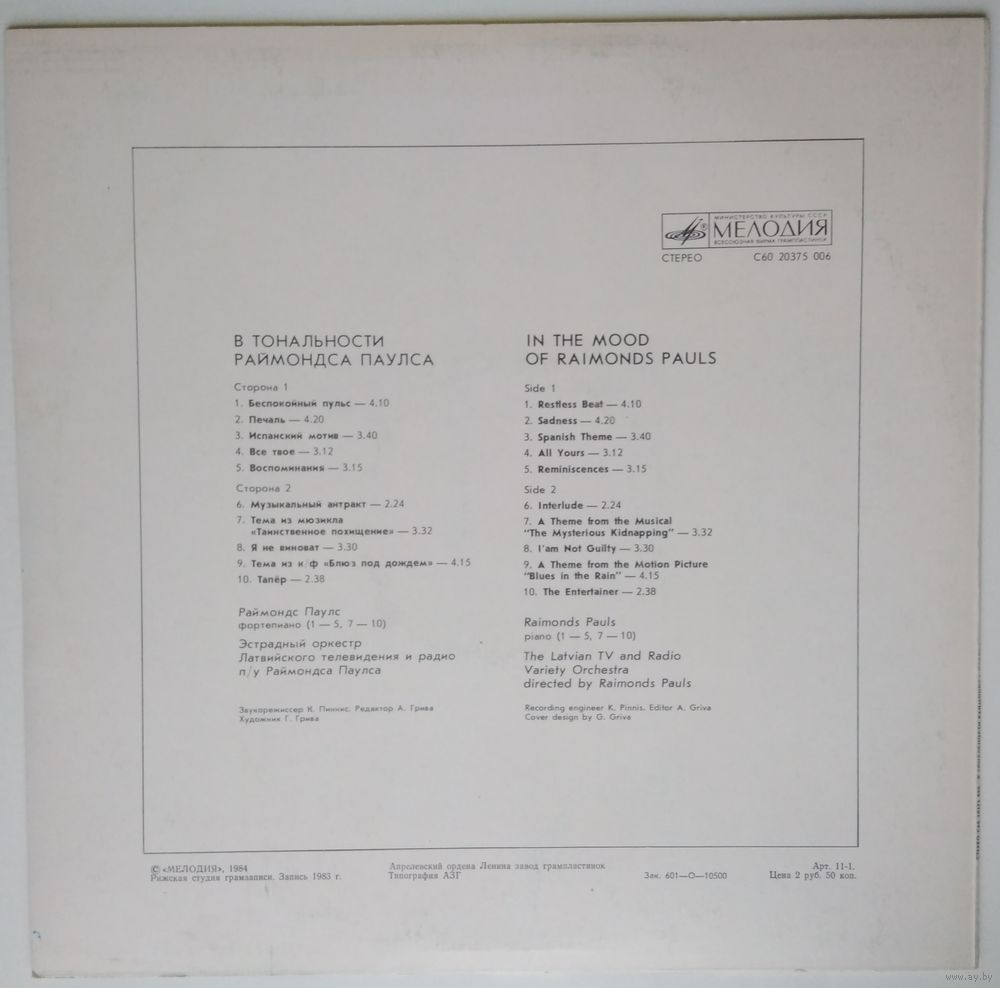 МИНИСТЕРСТВО КУЛЬТУРЫ СССР
МЕЛОДИЯ
ВСЕСОЮЗНАЯ ФИРМА ГРАМПЛАСТИНОК
СТЕРЕО С60 20375 006
В ТОНАЛЬНОСТИ
РАЙМОНДСА ПАУЛСА
Сторона 1
1. Беспокойный пульс — 4.10
2. Печаль — 4.20
3. Испанский мотив — 3.40
4. Все твое — 3.12
5. Воспоминания — 3.15
Сторона 2
6. Музыкальный антракт — 2.24
7. Тема из мюзикла
«Таинственное похищение» — 3.32
8. Я не виноват — 3.30
9. Тема из к/ф «Блюз под дождем» — 4.15
10. Тапёр — 2.38
Раймондс Паулс
фортепиано (1 — 5, 7 — 10)
Эстрадный оркестр
Латвийского телевидения и радио
п/у Раймондса Паулса
Звукорежиссер К. Пиннис. Редактор А. Грива
Художник Г. Грива
IN THE MOOD
OF RAIMONDS PAULS
Side 1
1. Restless Beat — 4.10
2. Sadness — 4.20
3. Spanish Theme — 3.40
4. All Yours — 3.12
5. Reminiscences — 3.15
Side 2
6. Interlude — 2.24
7. A Theme from the Musical
"The Mysterious Kidnapping" — 3.32
8. I'am Not Guilty — 3.30
9. A Theme from the Motion Picture
"Blues in the Rain" — 4.15
10. The Entertainer — 2.38
Raimonds Pauls
piano (1 — 5, 7 — 10)
The Latvian TV and Radio
Variety Orchestra
directed by Raimonds Pauls
Recording engineer K. Pinnis. Editor A. Griva
Cover design by G. Griva
© «МЕЛОДИЯ», 1984
Рижская студия грамзаписи. Запись 1983 г.
Апрелевский ордена Ленина завод грампластинок
Типография АЗГ
Зак. 601—О—10500
Арт. 11-1.
Цена 2 руб. 50 коп.
www.ay.by